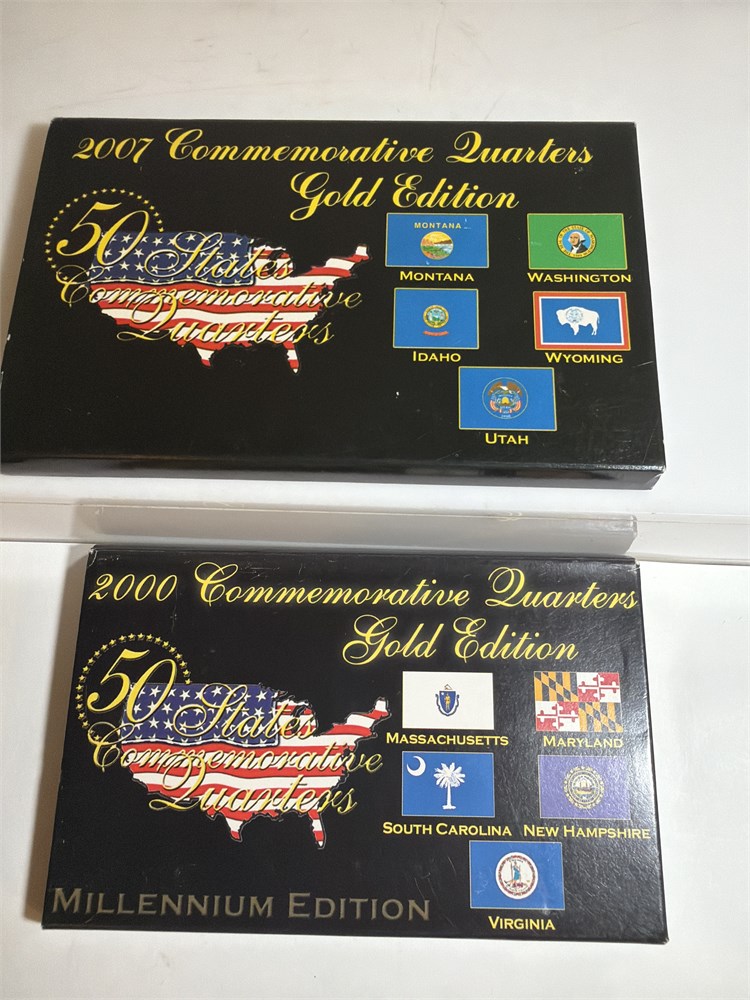 2007 Commemorative Quarters
Gold Edition
50 States
Commemorative
Quarters
MONTANA
MONTANA
WASHINGTON
IDAHO
WYOMING
UTAH
2000 Commemorative Quarters
Gold Edition
50 States
Commemorative
Quarters
MASSACHUSETTS
MARYLAND
SOUTH CAROLINA
NEW HAMPSHIRE
VIRGINIA
MILLENNIUM EDITION